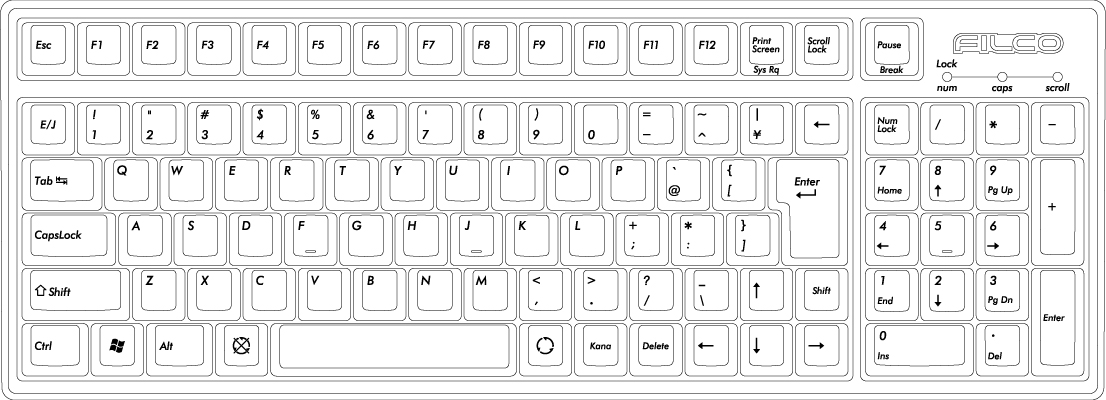 Esc F1 F2 F3 F4 F5 F6 F7 F8 F9 F10 F11 F12 Print Screen Sys Rq Scroll Lock Pause Break
FILCO
Lock
num caps scroll
E/J ! 1 " 2 # 3 $ 4 % 5 & 6 ' 7 ( 8 ) 9 0 = - ~ ^ | ¥ ← Num Lock / * -
Tab ↹ Q W E R T Y U I O P ` @ { [ Enter ↵ 7 Home 8 ↑ 9 Pg Up +
CapsLock A S D F G H J K L + ; * : } ] 4 ← 5 6 →
⇧ Shift Z X C V B N M < , > . ? / _ \ ↑ Shift 1 End 2 ↓ 3 Pg Dn Enter
Ctrl Alt Kana Delete ← ↓ → 0 Ins . Del